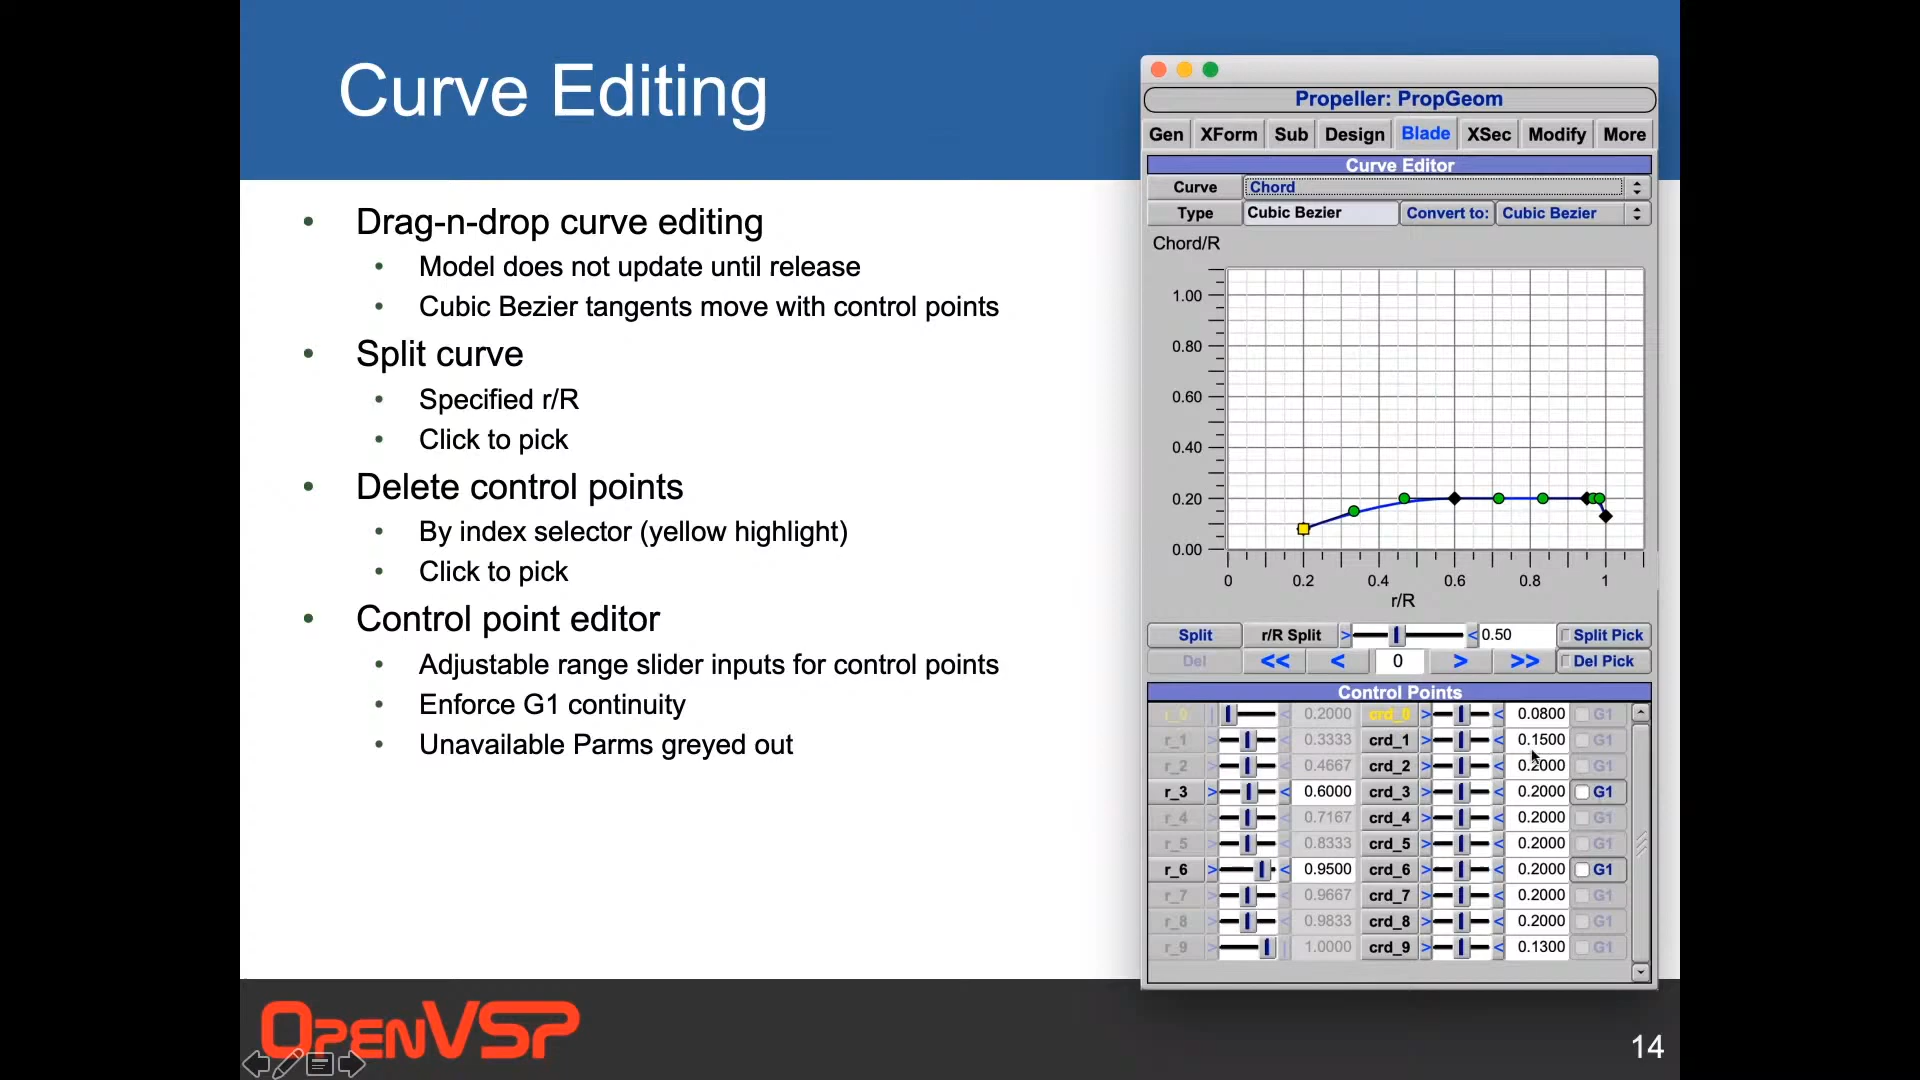 Curve Editing
• Drag-n-drop curve editing
• Model does not update until release
• Cubic Bezier tangents move with control points
• Split curve
• Specified r/R
• Click to pick
• Delete control points
• By index selector (yellow highlight)
• Click to pick
• Control point editor
• Adjustable range slider inputs for control points
• Enforce G1 continuity
• Unavailable Parms greyed out
Propeller: PropGeom
Gen XForm Sub Design Blade XSec Modify More
Curve Editor
Curve Chord
Type Cubic Bezier Convert to: Cubic Bezier
Chord/R
1.00
0.80
0.60
0.40
0.20
0.00
0 0.2 0.4 0.6 0.8 1
r/R
Split r/R Split > < 0.50 Split Pick
Del << < 0 > >> Del Pick
Control Points
r_0 < 0.2000 crd_0 > < 0.0800 G1
r_1 > < 0.3333 crd_1 > < 0.1500 G1
r_2 > < 0.4667 crd_2 > < 0.2000 G1
r_3 > < 0.6000 crd_3 > < 0.2000 G1
r_4 > < 0.7167 crd_4 > < 0.2000 G1
r_5 > < 0.8333 crd_5 > < 0.2000 G1
r_6 > < 0.9500 crd_6 > < 0.2000 G1
r_7 > < 0.9667 crd_7 > < 0.2000 G1
r_8 > < 0.9833 crd_8 > < 0.2000 G1
r_9 > 1.0000 crd_9 > < 0.1300 G1
OpenVSP
14